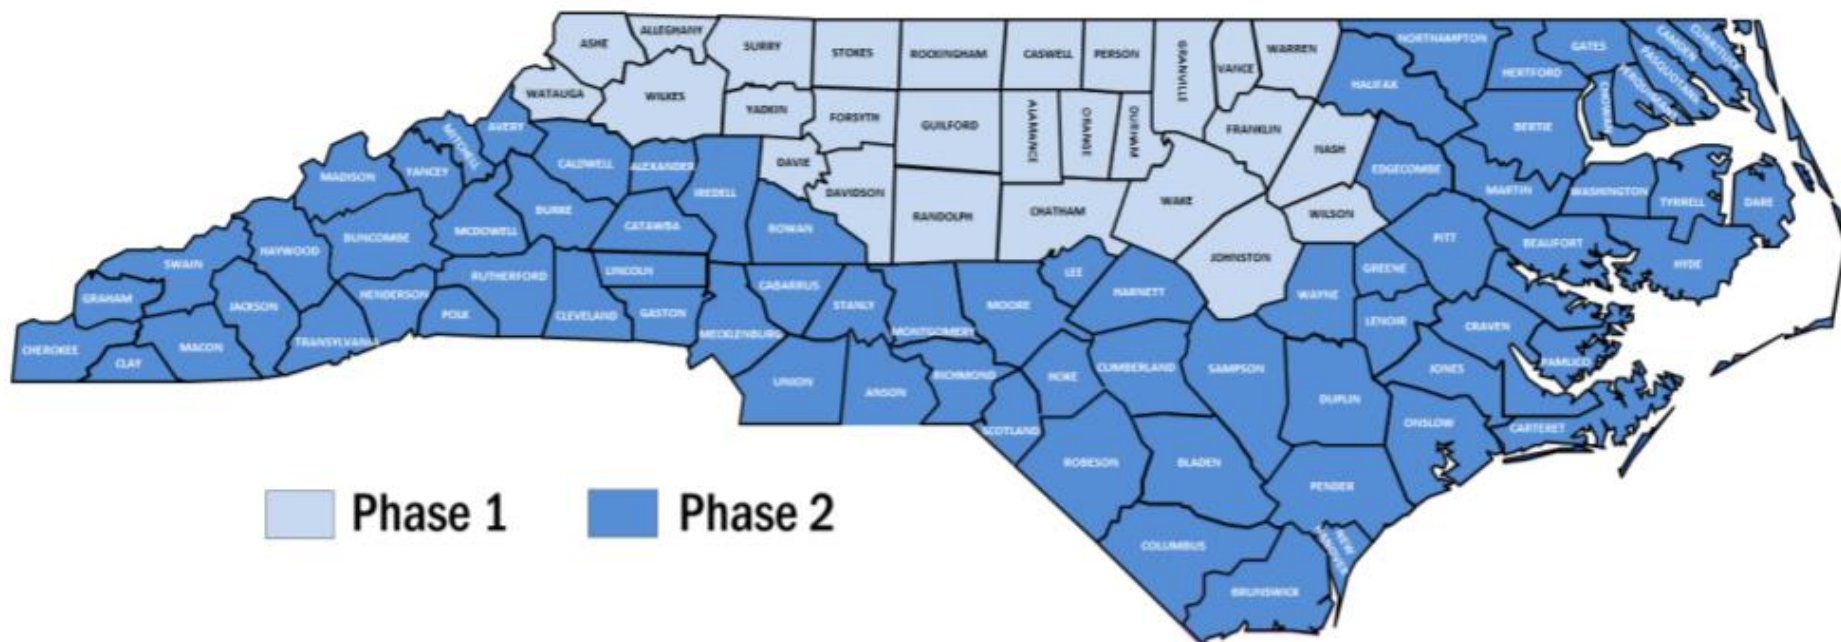 ASHE
ALLEGHANY
SURRY
STOKES
ROCKINGHAM
CASWELL
PERSON
GRANVILLE
VANCE
WARREN
NORTHAMPTON
GATES
CAMDEN
CURRITUCK
PASQUOTANK
PERQUIMANS
HERTFORD
HALIFAX
CHOWAN
WATAUGA
WILKES
YADKIN
FORSYTH
GUILFORD
ALAMANCE
ORANGE
DURHAM
FRANKLIN
NASH
BERTIE
AVERY
MITCHELL
YANCEY
MADISON
CALDWELL
ALEXANDER
IREDELL
DAVIE
DAVIDSON
RANDOLPH
CHATHAM
WAKE
WILSON
EDGECOMBE
MARTIN
WASHINGTON
TYRRELL
DARE
BURKE
CATAWBA
ROWAN
MCDOWELL
BUNCOMBE
HAYWOOD
SWAIN
GRAHAM
JACKSON
HENDERSON
RUTHERFORD
LINCOLN
CABARRUS
STANLY
MONTGOMERY
MOORE
LEE
HARNETT
JOHNSTON
WAYNE
GREENE
PITT
BEAUFORT
HYDE
CHEROKEE
CLAY
MACON
TRANSYLVANIA
POLK
CLEVELAND
GASTON
MECKLENBURG
UNION
ANSON
RICHMOND
HOKE
CUMBERLAND
SAMPSON
DUPLIN
LENOIR
CRAVEN
JONES
PAMLICO
SCOTLAND
ROBESON
BLADEN
PENDER
ONSLOW
CARTERET
COLUMBUS
NEW HANOVER
BRUNSWICK
Phase 1
Phase 2